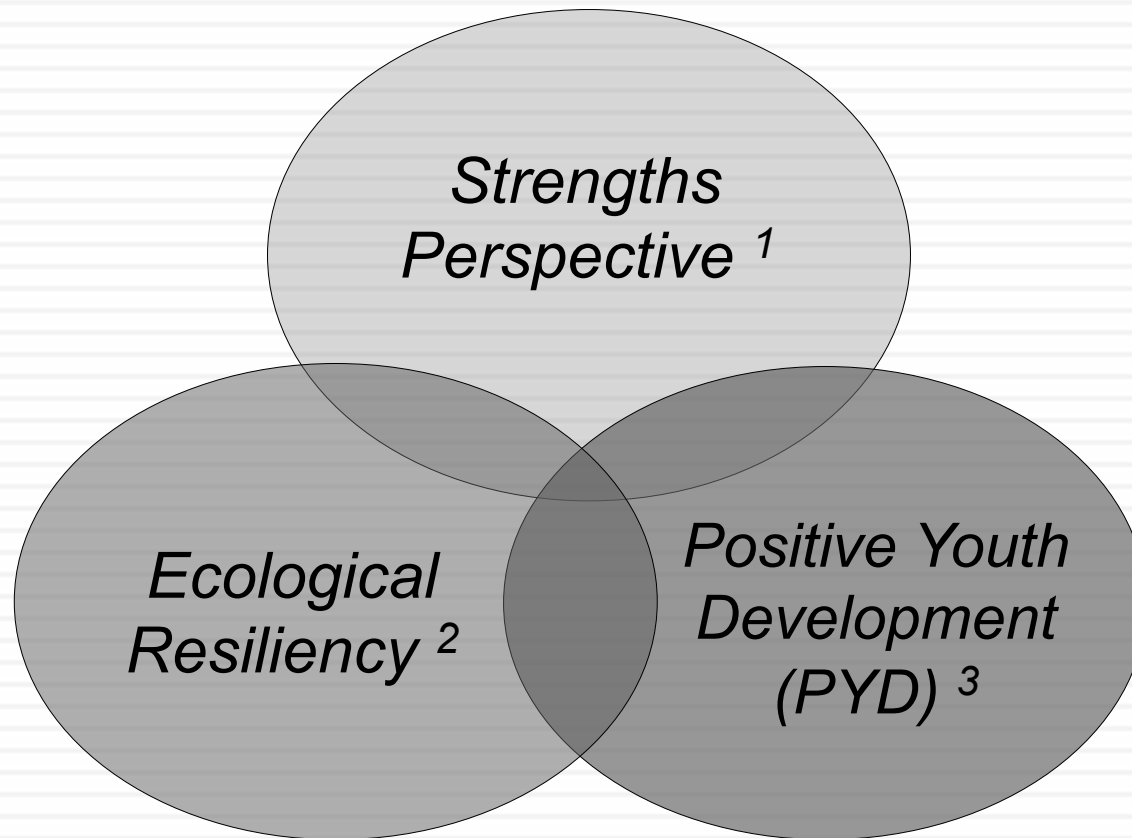 Strengths
Perspective 1
Ecological
Resiliency 2
Positive Youth
Development
(PYD) 3